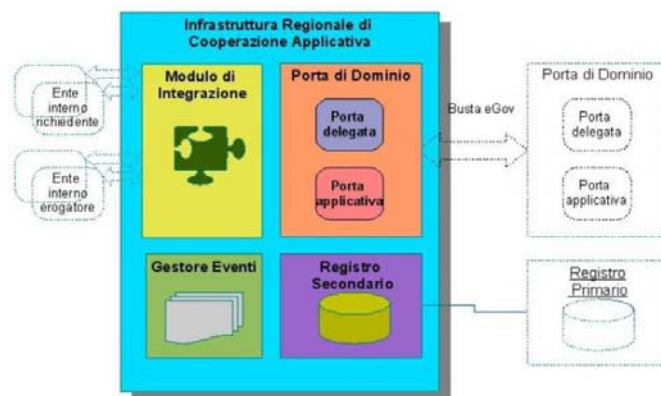 Infrastruttura Regionale di
Cooperazione Applicativa
Modulo di
Integrazione
Porta di Dominio
Porta
delegata
Porta
applicativa
Gestore Eventi
Registro
Secondario
Ente
interno
richiedente
Ente
interno
erogatore
Busta eGov
Porta di Dominio
Porta
delegata
Porta
applicativa
Registro
Primario